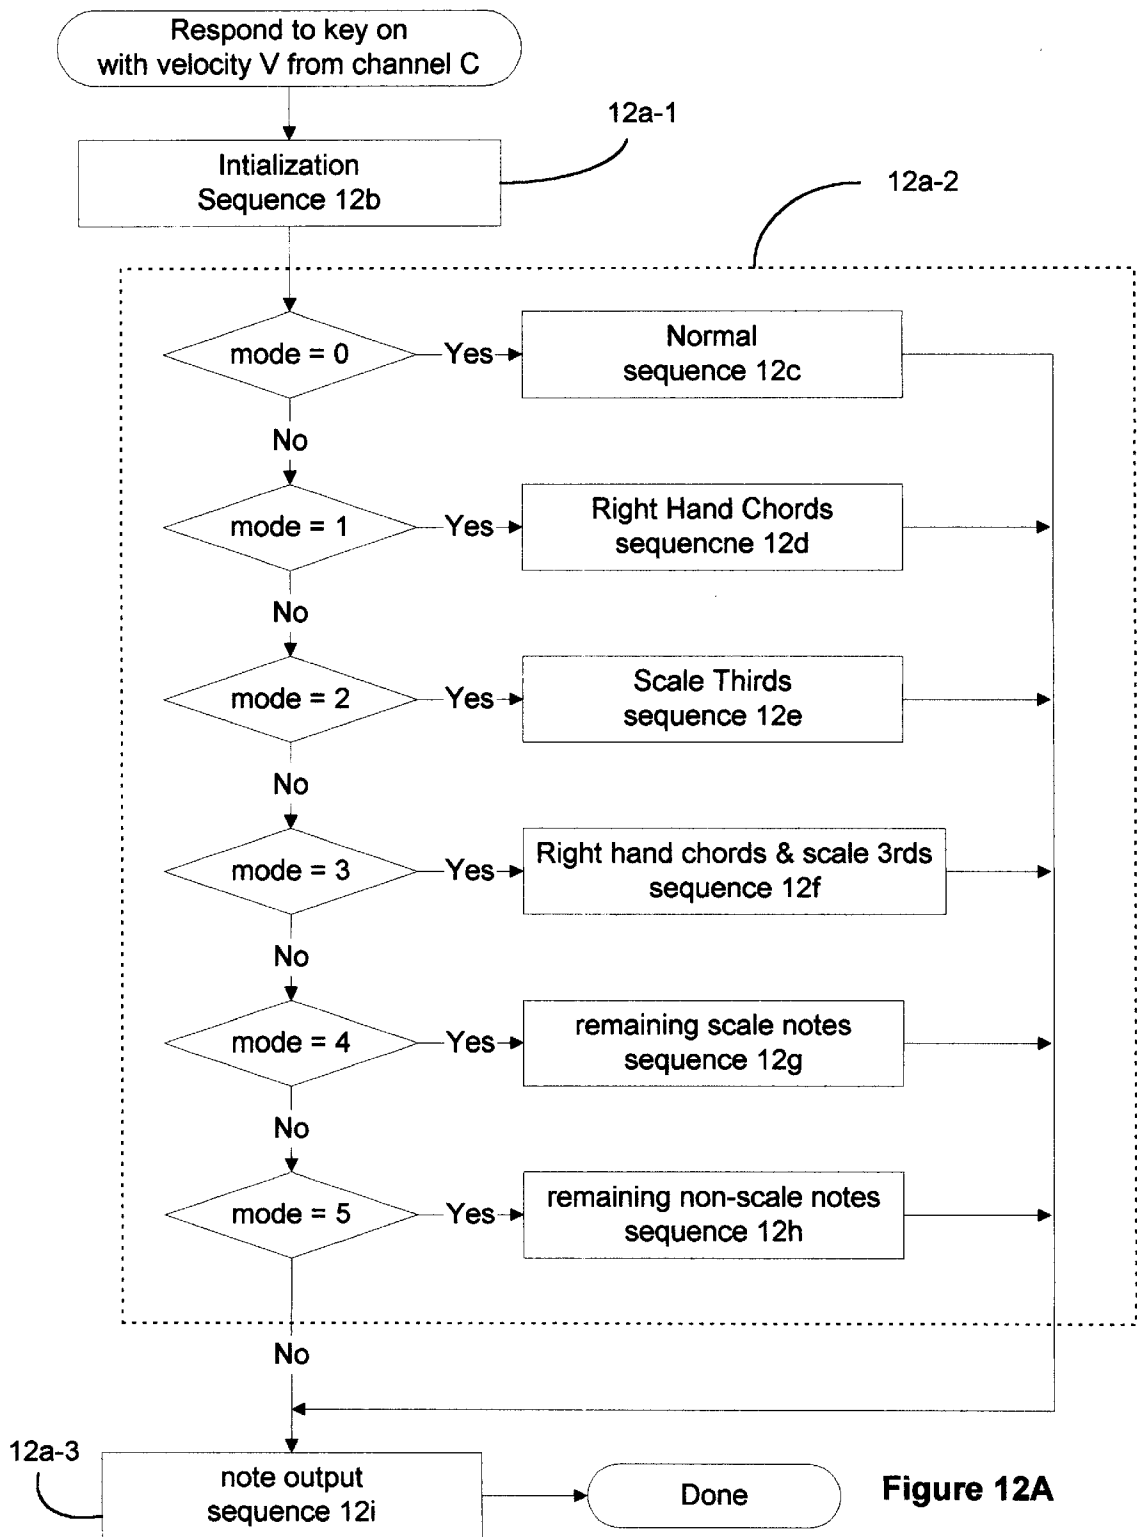 Respond to key on
with velocity V from channel C
12a-1
Intialization
Sequence 12b
12a-2
mode = 0
Yes
Normal
sequence 12c
No
mode = 1
Yes
Right Hand Chords
sequencne 12d
No
mode = 2
Yes
Scale Thirds
sequence 12e
No
mode = 3
Yes
Right hand chords & scale 3rds
sequence 12f
No
mode = 4
Yes
remaining scale notes
sequence 12g
No
mode = 5
Yes
remaining non-scale notes
sequence 12h
No
12a-3
note output
sequence 12i
Done
Figure 12A